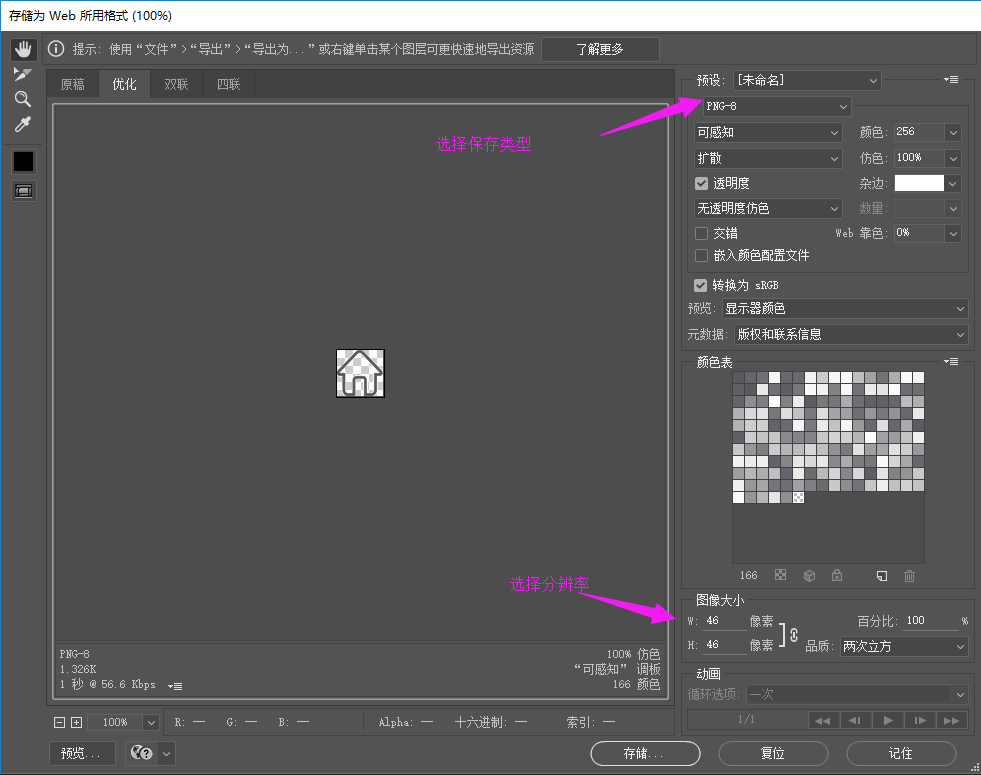 存储为 Web 所用格式 (100%)
提示: 使用“文件”>“导出”>“导出为...”或右键单击某个图层可更快速地导出资源 了解更多
原稿 优化 双联 四联
预设: [未命名]
PNG-8
选择保存类型
可感知 颜色: 256
扩散 仿色: 100%
透明度 杂边:
无透明度仿色 数量:
交错 Web 靠色: 0%
嵌入颜色配置文件
转换为 sRGB
预览: 显示器颜色
元数据: 版权和联系信息
颜色表
166
选择分辨率
图像大小
W: 46 像素 百分比: 100 %
H: 46 像素 品质: 两次立方
PNG-8 100% 仿色
1.326K “可感知” 调板
1 秒 @ 56.6 Kbps 166 颜色
动画
循环选项: 一次
100% R: — G: — B: — Alpha: — 十六进制: — 索引: —
1/1
预览... 存储... 复位 记住